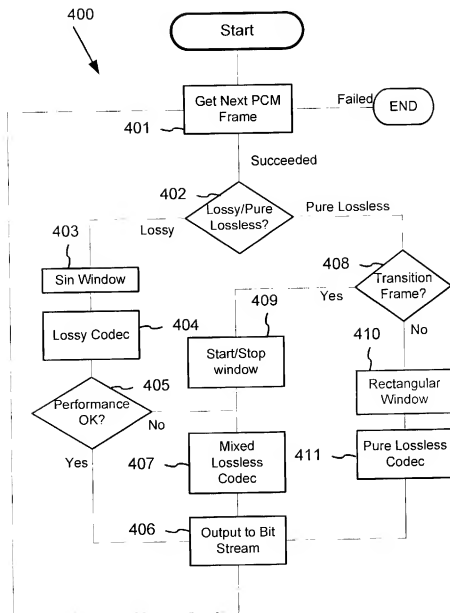 400
Start
Get Next PCM
Frame
Failed
END
401
Succeeded
402
Lossy/Pure
Lossless?
Lossy
Pure Lossless
403
Sin Window
408
Transition
Frame?
Yes
No
409
Start/Stop
window
410
Rectangular
Window
Lossy Codec
404
405
Performance
OK?
No
Yes
407
Mixed
Lossless
Codec
411
Pure Lossless
Codec
406
Output to Bit
Stream